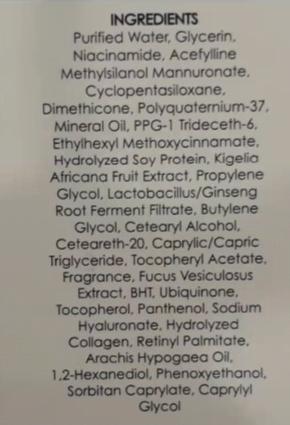 INGREDIENTS
Purified Water, Glycerin,
Niacinamide, Acefylline
Methylsilanol Mannuronate,
Cyclopentasiloxane,
Dimethicone, Polyquaternium-37,
Mineral Oil, PPG-1 Trideceth-6,
Ethylhexyl Methoxycinnamate,
Hydrolyzed Soy Protein, Kigelia
Africana Fruit Extract, Propylene
Glycol, Lactobacillus/Ginseng
Root Ferment Filtrate, Butylene
Glycol, Cetearyl Alcohol,
Ceteareth-20, Caprylic/Capric
Triglyceride, Tocopheryl Acetate,
Fragrance, Fucus Vesiculosus
Extract, BHT, Ubiquinone,
Tocopherol, Panthenol, Sodium
Hyaluronate, Hydrolyzed
Collagen, Retinyl Palmitate,
Arachis Hypogaea Oil,
1,2-Hexanediol, Phenoxyethanol,
Sorbitan Caprylate, Caprylyl
Glycol